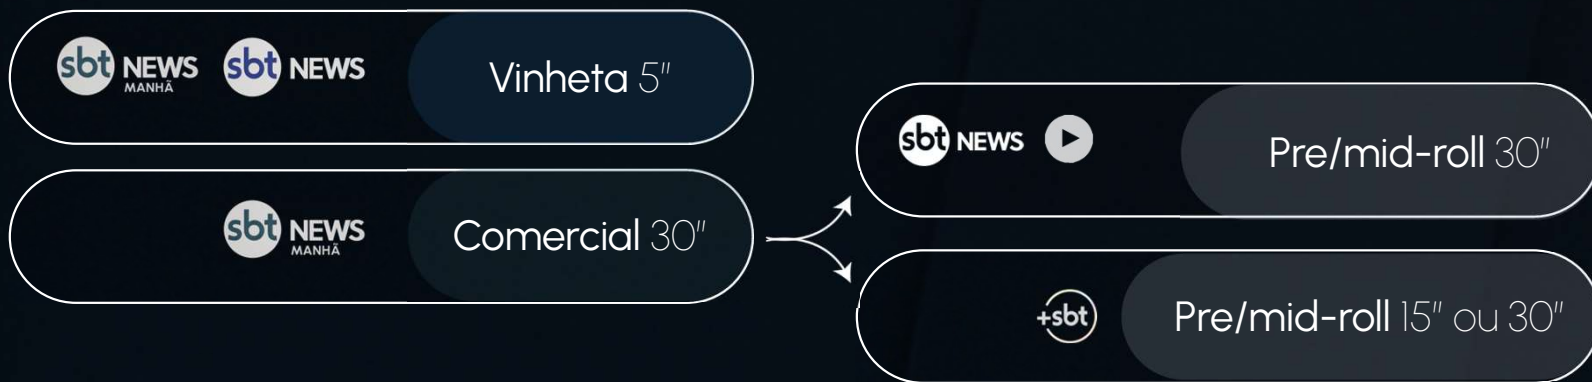 sbt NEWS MANHÃ sbt NEWS Vinheta 5"
sbt NEWS MANHÃ Comercial 30"
sbt NEWS Pre/mid-roll 30"
+sbt Pre/mid-roll 15" ou 30"